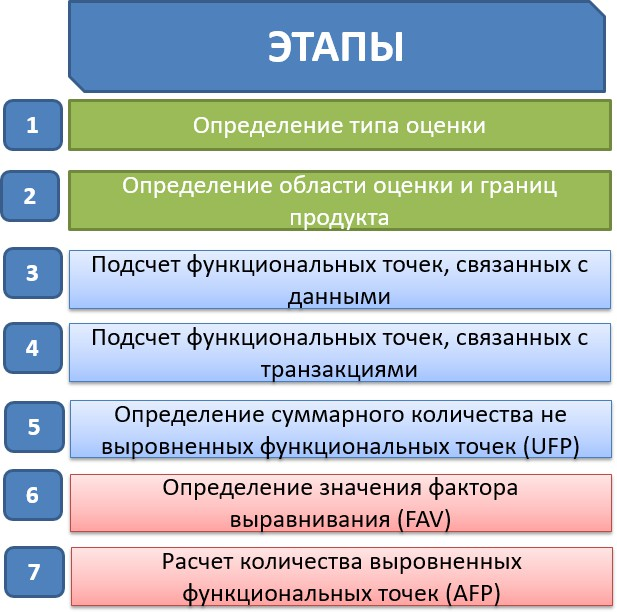 ЭТАПЫ
1
Определение типа оценки
2
Определение области оценки и границ
продукта
3
Подсчет функциональных точек, связанных с
данными
4
Подсчет функциональных точек, связанных с
транзакциями
5
Определение суммарного количества не
выровненных функциональных точек (UFP)
6
Определение значения фактора
выравнивания (FAV)
7
Расчет количества выровненных
функциональных точек (AFP)